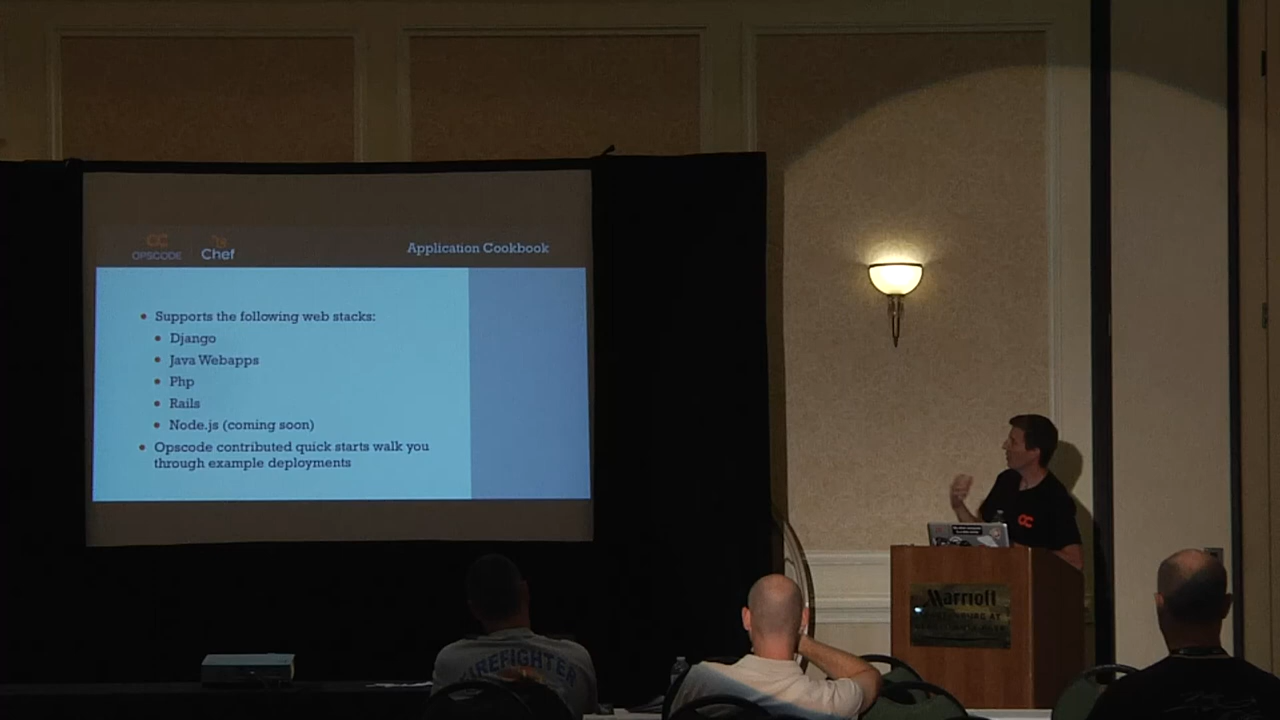 OPSCODE
Chef
Application Cookbook
Supports the following web stacks:
Django
Java Webapps
Php
Rails
Node.js (coming soon)
Opscode contributed quick starts walk you
through example deployments
Marriott
FIREFIGHTER